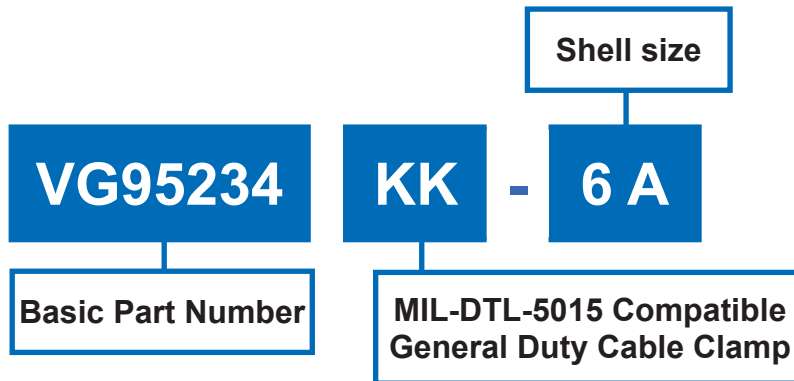 Shell size
VG95234 KK - 6 A
Basic Part Number
MIL-DTL-5015 Compatible
General Duty Cable Clamp